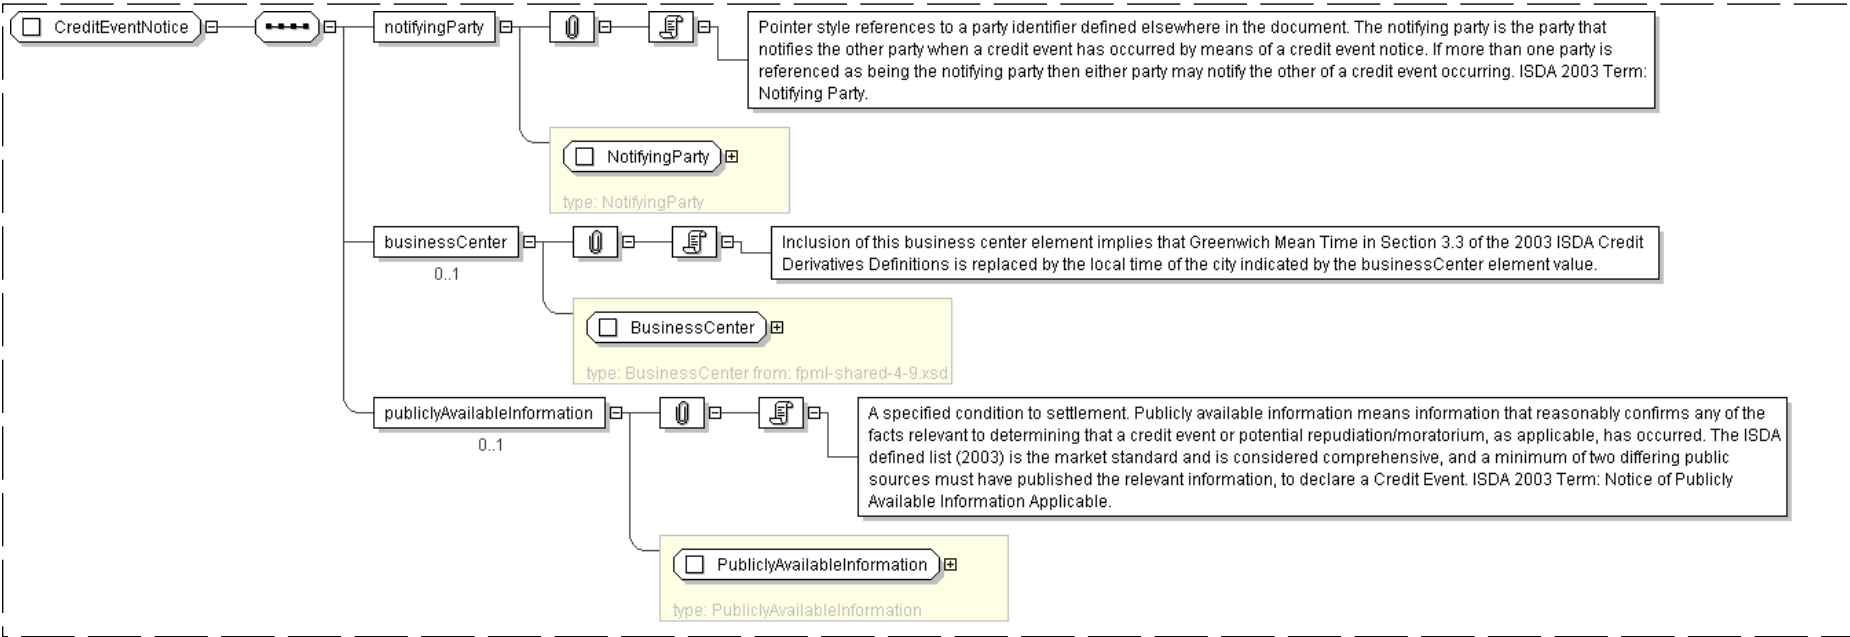 CreditEventNotice
notifyingParty
Pointer style references to a party identifier defined elsewhere in the document. The notifying party is the party that
notifies the other party when a credit event has occurred by means of a credit event notice. If more than one party is
referenced as being the notifying party then either party may notify the other of a credit event occurring. ISDA 2003 Term:
Notifying Party.
NotifyingParty
type: NotifyingParty
businessCenter
0..1
Inclusion of this business center element implies that Greenwich Mean Time in Section 3.3 of the 2003 ISDA Credit
Derivatives Definitions is replaced by the local time of the city indicated by the businessCenter element value.
BusinessCenter
type: BusinessCenter from: fpml-shared-4-9.xsd
publiclyAvailableInformation
0..1
A specified condition to settlement. Publicly available information means information that reasonably confirms any of the
facts relevant to determining that a credit event or potential repudiation/moratorium, as applicable, has occurred. The ISDA
defined list (2003) is the market standard and is considered comprehensive, and a minimum of two differing public
sources must have published the relevant information, to declare a Credit Event. ISDA 2003 Term: Notice of Publicly
Available Information Applicable.
PubliclyAvailableInformation
type: PubliclyAvailableInformation